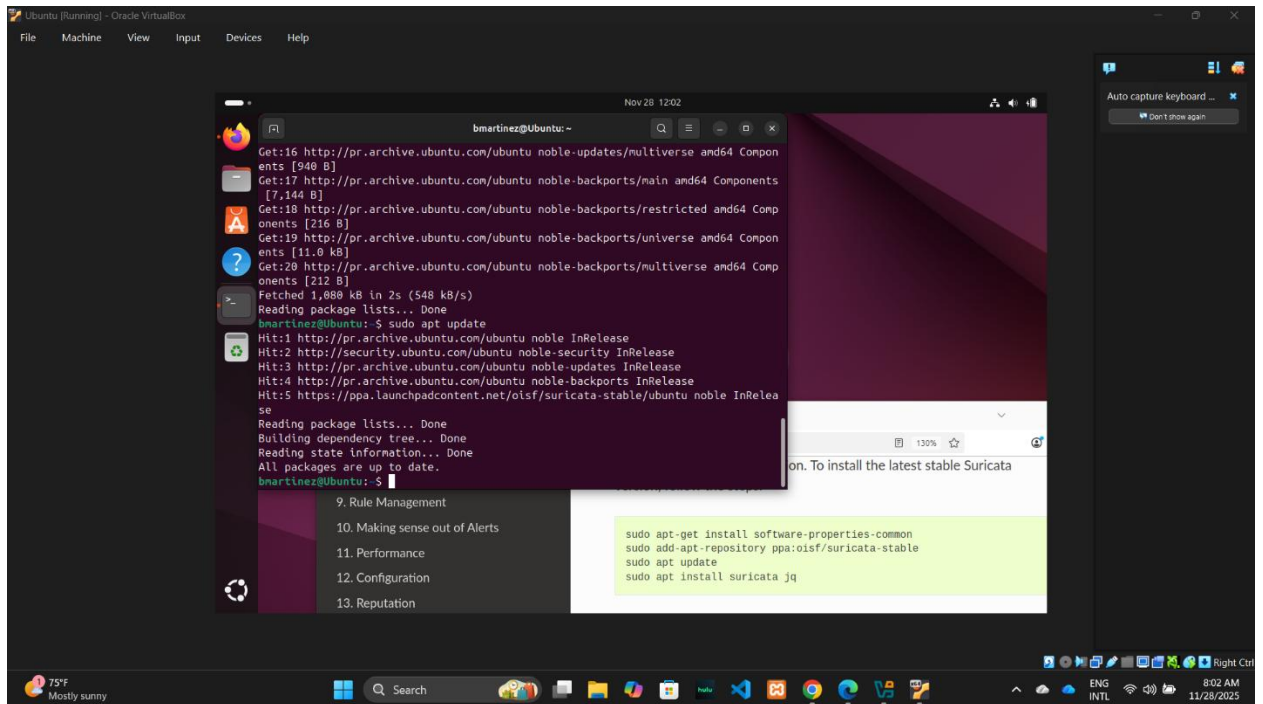 Ubuntu [Running] - Oracle VirtualBox
File Machine View Input Devices Help
Auto capture keyboard ...
Don't show again
Nov 28 12:02
bmartinez@Ubuntu: ~
Get:16 http://pr.archive.ubuntu.com/ubuntu noble-updates/multiverse amd64 Compon
ents [940 B]
Get:17 http://pr.archive.ubuntu.com/ubuntu noble-backports/main amd64 Components
[7,144 B]
Get:18 http://pr.archive.ubuntu.com/ubuntu noble-backports/restricted amd64 Comp
onents [216 B]
Get:19 http://pr.archive.ubuntu.com/ubuntu noble-backports/universe amd64 Compon
ents [11.0 kB]
Get:20 http://pr.archive.ubuntu.com/ubuntu noble-backports/multiverse amd64 Comp
onents [212 B]
Fetched 1,080 kB in 2s (548 kB/s)
Reading package lists... Done
bmartinez@Ubuntu:~$ sudo apt update
Hit:1 http://pr.archive.ubuntu.com/ubuntu noble InRelease
Hit:2 http://security.ubuntu.com/ubuntu noble-security InRelease
Hit:3 http://pr.archive.ubuntu.com/ubuntu noble-updates InRelease
Hit:4 http://pr.archive.ubuntu.com/ubuntu noble-backports InRelease
Hit:5 https://ppa.launchpadcontent.net/oisf/suricata-stable/ubuntu noble InRelea
se
Reading package lists... Done
Building dependency tree... Done
Reading state information... Done
All packages are up to date.
bmartinez@Ubuntu:~$
130%
on. To install the latest stable Suricata
9. Rule Management
10. Making sense out of Alerts
11. Performance
12. Configuration
13. Reputation
sudo apt-get install software-properties-common
sudo add-apt-repository ppa:oisf/suricata-stable
sudo apt update
sudo apt install suricata jq
Right Ctrl
1
75°F
Mostly sunny
Search
hulu
ENG
INTL
8:02 AM
11/28/2025